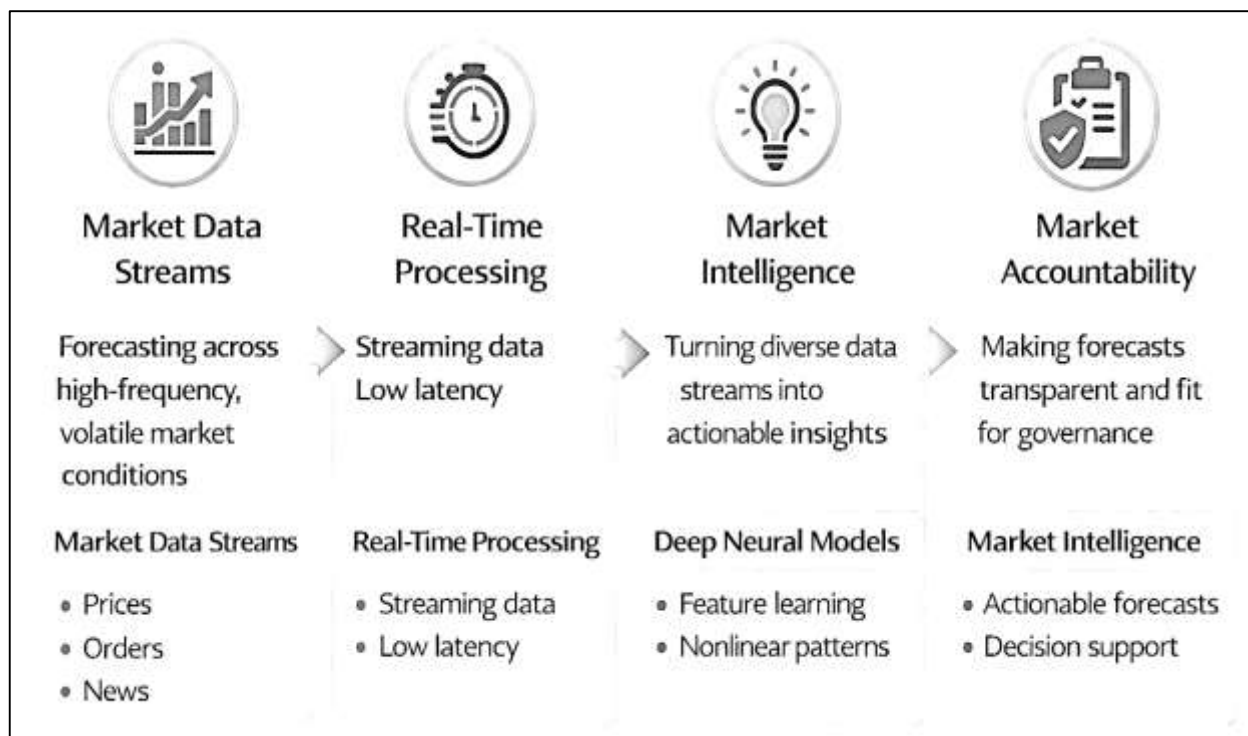 Market Data
Streams
Real-Time
Processing
Market
Intelligence
Market
Accountability
Forecasting across
high-frequency,
volatile market
conditions
Streaming data
Low latency
Turning diverse data
streams into
actionable insights
Making forecasts
transparent and fit
for governance
Market Data Streams
• Prices
• Orders
• News
Real-Time Processing
• Streaming data
• Low latency
Deep Neural Models
• Feature learning
• Nonlinear patterns
Market Intelligence
• Actionable forecasts
• Decision support